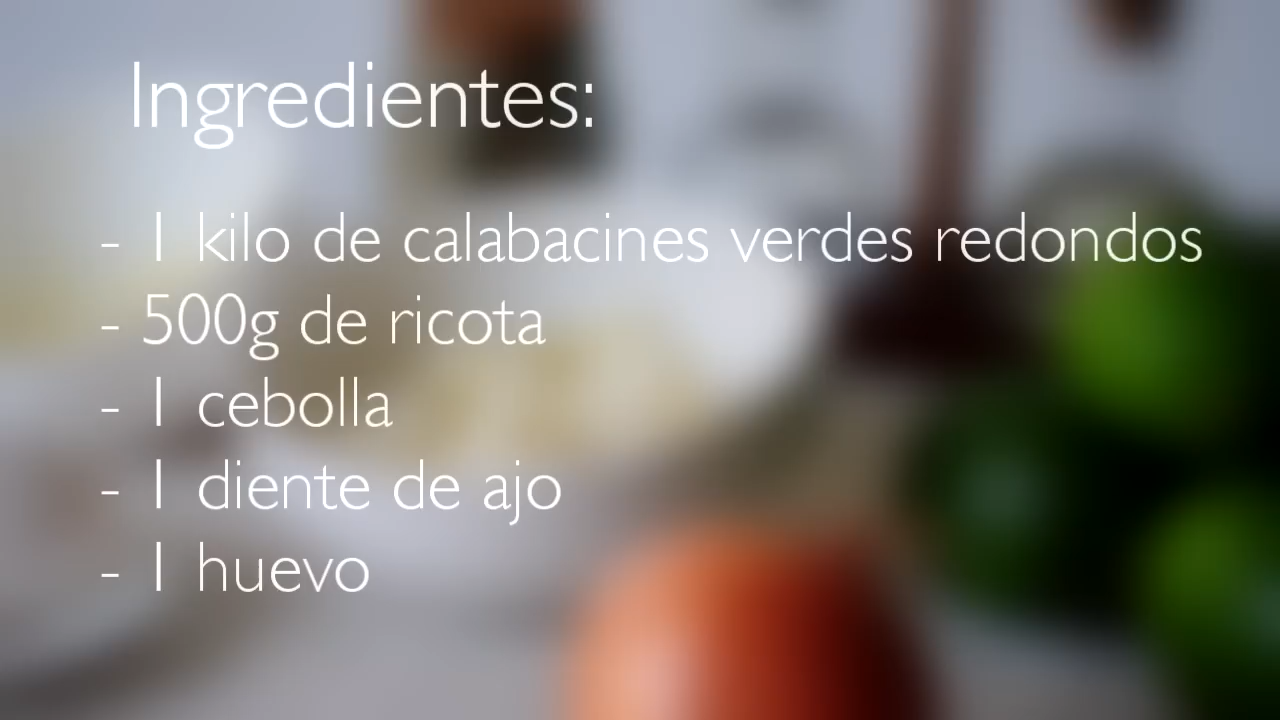 Ingredientes:
- 1 kilo de calabacines verdes redondos
- 500g de ricota
- 1 cebolla
- 1 diente de ajo
- 1 huevo